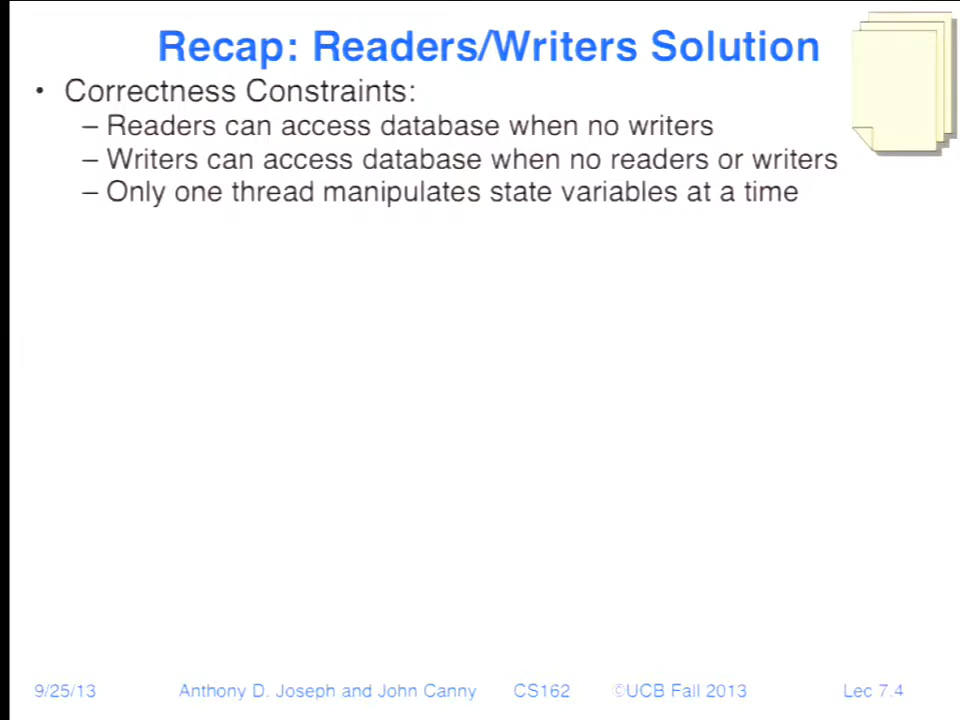 Recap: Readers/Writers Solution
• Correctness Constraints:
– Readers can access database when no writers
– Writers can access database when no readers or writers
– Only one thread manipulates state variables at a time
9/25/13 Anthony D. Joseph and John Canny CS162 ©UCB Fall 2013 Lec 7.4